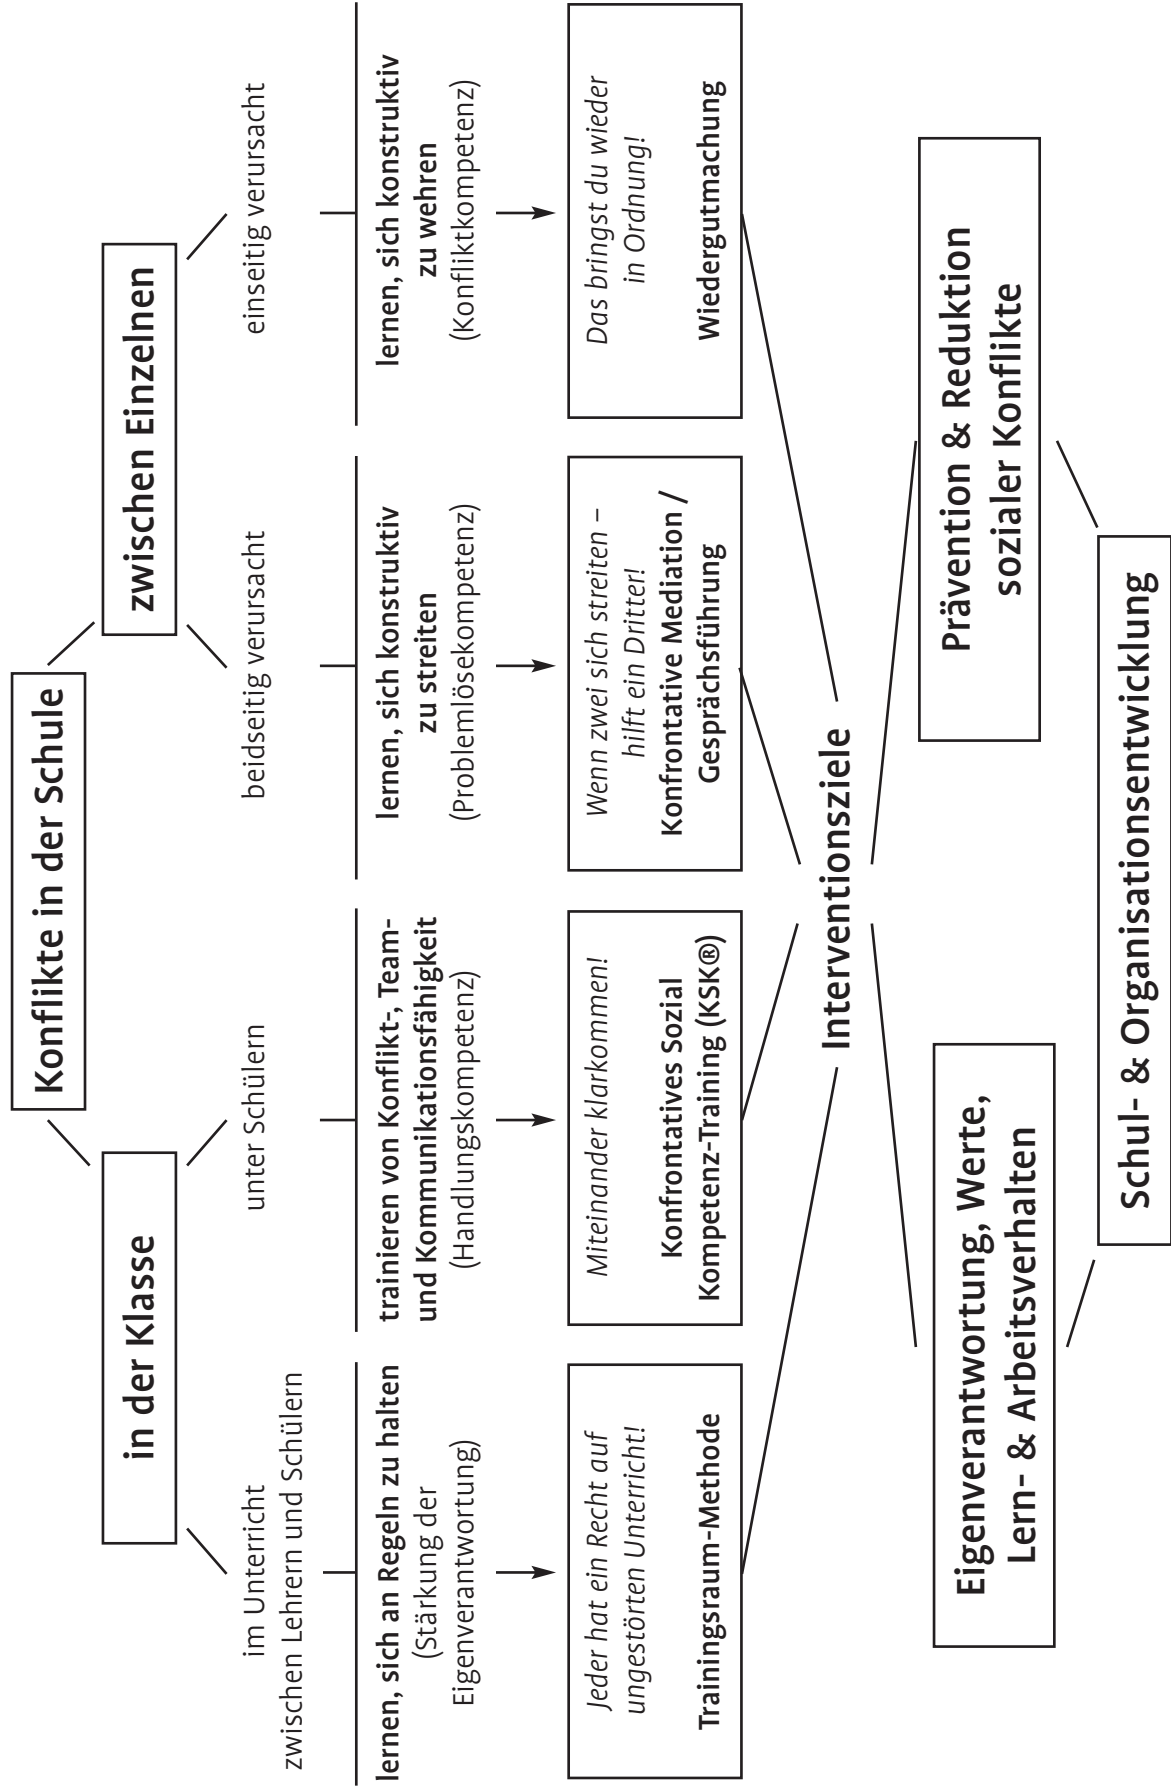 Konflikte in der Schule
in der Klasse
zwischen Einzelnen
im Unterricht
zwischen Lehrern und Schülern
unter Schülern
beidseitig verursacht
einseitig verursacht
lernen, sich an Regeln zu halten
(Stärkung der
Eigenverantwortung)
trainieren von Konflikt-, Team-
und Kommunikationsfähigkeit
(Handlungskompetenz)
lernen, sich konstruktiv
zu streiten
(Problemlösekompetenz)
lernen, sich konstruktiv
zu wehren
(Konfliktkompetenz)
Jeder hat ein Recht auf
ungestörten Unterricht!
Trainingsraum-Methode
Miteinander klarkommen!
Konfrontatives Sozial
Kompetenz-Training (KSK®)
Wenn zwei sich streiten –
hilft ein Dritter!
Konfrontative Mediation /
Gesprächsführung
Das bringst du wieder
in Ordnung!
Wiedergutmachung
Interventionsziele
Eigenverantwortung, Werte,
Lern- & Arbeitsverhalten
Prävention & Reduktion
sozialer Konflikte
Schul- & Organisationsentwicklung